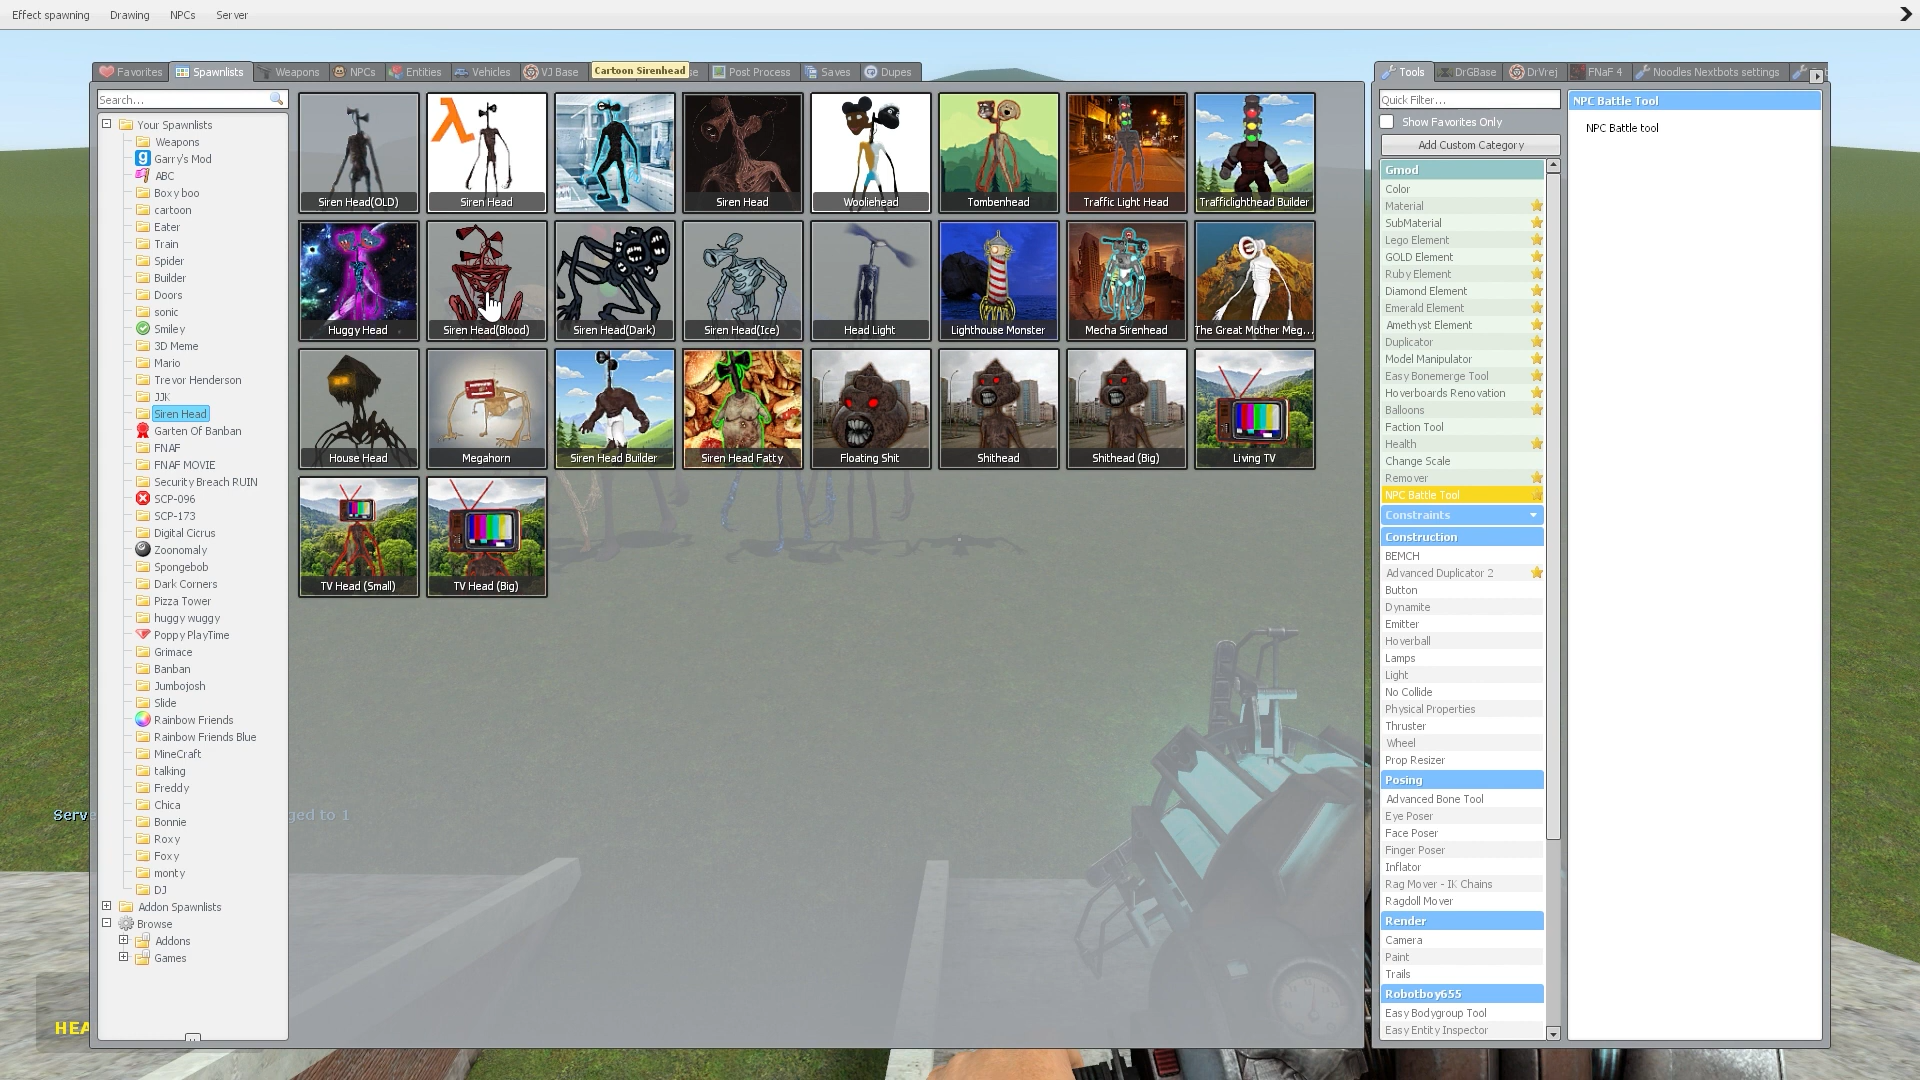 Effect spawning Drawing NPCs Server
Favorites Spawnlists Weapons NPCs Entities Vehicles VJ Base Cartoon Sirenhead se Post Process Saves Dupes
Search...
Your Spawnlists
Weapons
Garry's Mod
ABC
Boxy boo
cartoon
Eater
Train
Spider
Builder
Doors
sonic
Smiley
3D Meme
Mario
Trevor Henderson
JJK
Siren Head
Garten Of Banban
FNAF
FNAF MOVIE
Security Breach RUIN
SCP-096
SCP-173
Digital Cicrus
Zoonomaly
Spongebob
Dark Corners
Pizza Tower
huggy wuggy
Poppy PlayTime
Grimace
Banban
Jumbojosh
Slide
Rainbow Friends
Rainbow Friends Blue
MineCraft
talking
Freddy
Chica
Bonnie
Roxy
Foxy
monty
DJ
Addon Spawnlists
Browse
Addons
Games
Siren Head(OLD) Siren Head Siren Head Wooliehead Tombenhead Traffic Light Head Trafficlighthead Builder
Huggy Head Siren Head(Blood) Siren Head(Dark) Siren Head(Ice) Head Light Lighthouse Monster Mecha Sirenhead The Great Mother Meg...
House Head Megahorn Siren Head Builder Siren Head Fatty Floating Shit Shithead Shithead (Big) Living TV
TV Head (Small) TV Head (Big)
Serv ged to 1
HEA
Tools DrGBase DrVrej FNaF 4 Noodles Nextbots settings
Quick Filter...
Show Favorites Only
Add Custom Category
Gmod
Color
Material
SubMaterial
Lego Element
GOLD Element
Ruby Element
Diamond Element
Emerald Element
Amethyst Element
Duplicator
Model Manipulator
Easy Bonemerge Tool
Hoverboards Renovation
Balloons
Faction Tool
Health
Change Scale
Remover
NPC Battle Tool
Constraints
Construction
BEMCH
Advanced Duplicator 2
Button
Dynamite
Emitter
Hoverball
Lamps
Light
No Collide
Physical Properties
Thruster
Wheel
Prop Resizer
Posing
Advanced Bone Tool
Eye Poser
Face Poser
Finger Poser
Inflator
Rag Mover - IK Chains
Ragdoll Mover
Render
Camera
Paint
Trails
Robotboy655
Easy Bodygroup Tool
Easy Entity Inspector
NPC Battle Tool
NPC Battle tool